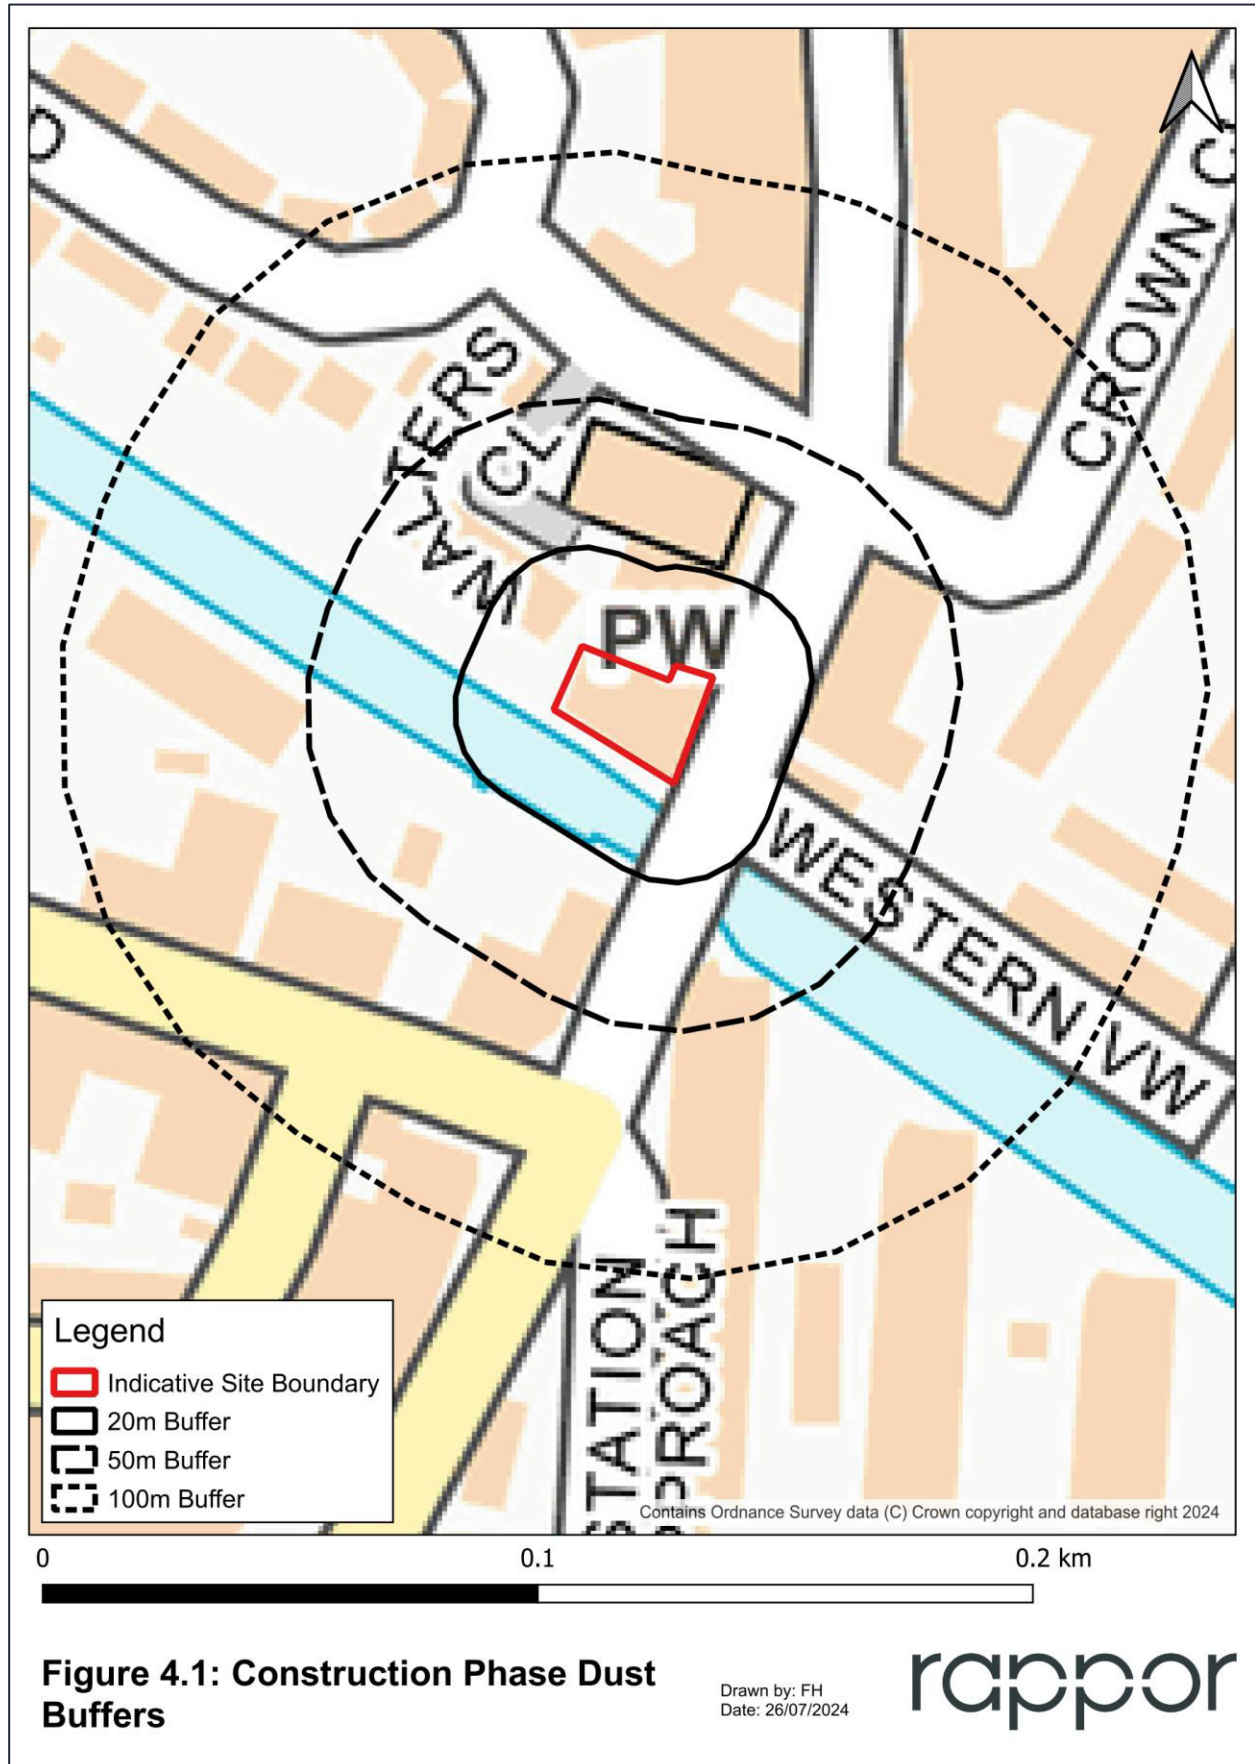 CROWN C
WALTERS
CL
PW
WESTERN VW
STATION
PPROACH
Legend
Indicative Site Boundary
20m Buffer
50m Buffer
100m Buffer
Contains Ordnance Survey data (C) Crown copyright and database right 2024
0 0.1 0.2 km
Figure 4.1: Construction Phase Dust
Buffers
Drawn by: FH
Date: 26/07/2024
rappor